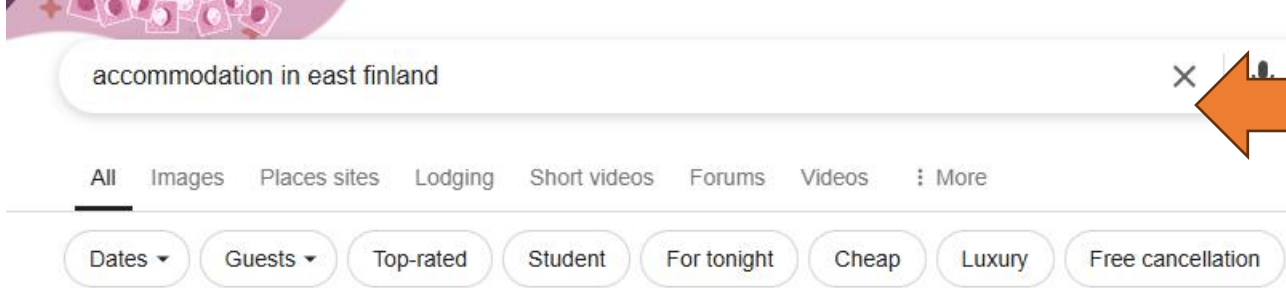 accommodation in east finland
All Images Places sites Lodging Short videos Forums Videos More
Dates Guests Top-rated Student For tonight Cheap Luxury Free cancellation